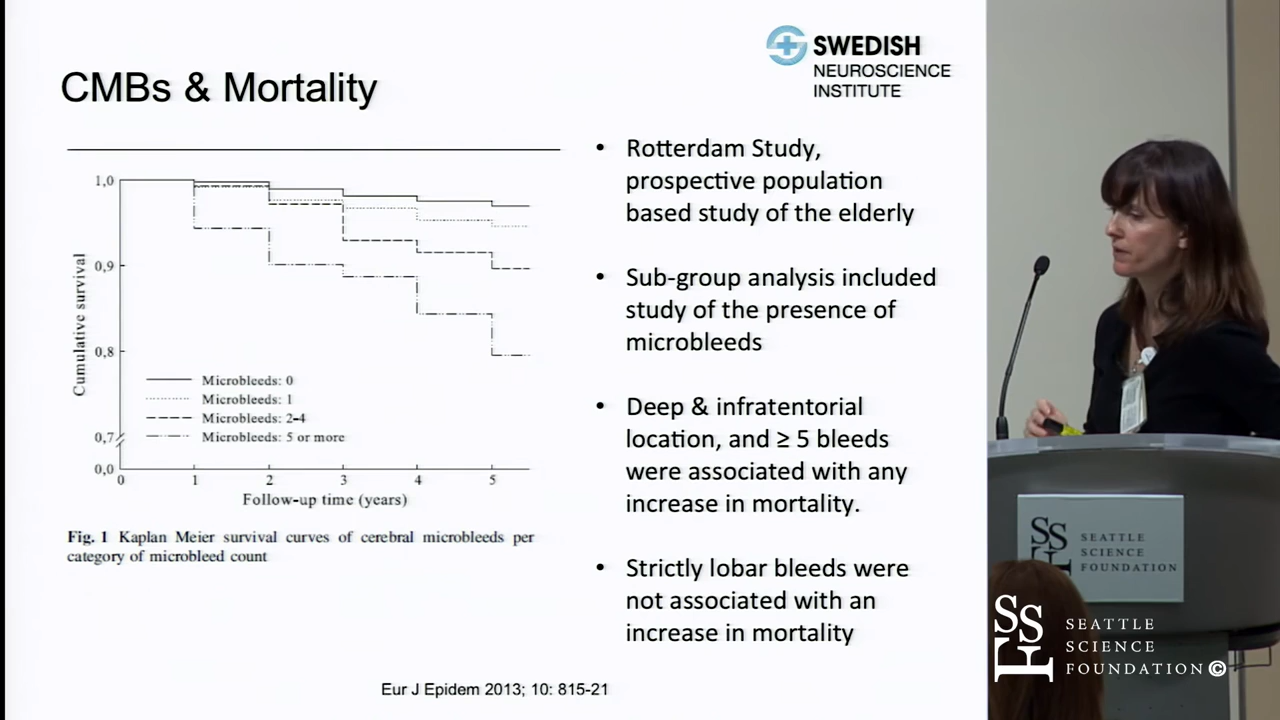 SWEDISH
NEUROSCIENCE
INSTITUTE
CMBs & Mortality
1,0
0,9
0,8
0,7
0,0
Cumulative survival
Microbleeds: 0
Microbleeds: 1
Microbleeds: 2-4
Microbleeds: 5 or more
0 1 2 3 4 5
Follow-up time (years)
Fig. 1 Kaplan Meier survival curves of cerebral microbleeds per
category of microbleed count
• Rotterdam Study,
prospective population
based study of the elderly
• Sub-group analysis included
study of the presence of
microbleeds
• Deep & infratentorial
location, and ≥ 5 bleeds
were associated with any
increase in mortality.
• Strictly lobar bleeds were
not associated with an
increase in mortality
Eur J Epidem 2013; 10: 815-21
SSF
SEATTLE
SCIENCE
FOUNDATION
SSF
SEATTLE
SCIENCE
FOUNDATION©